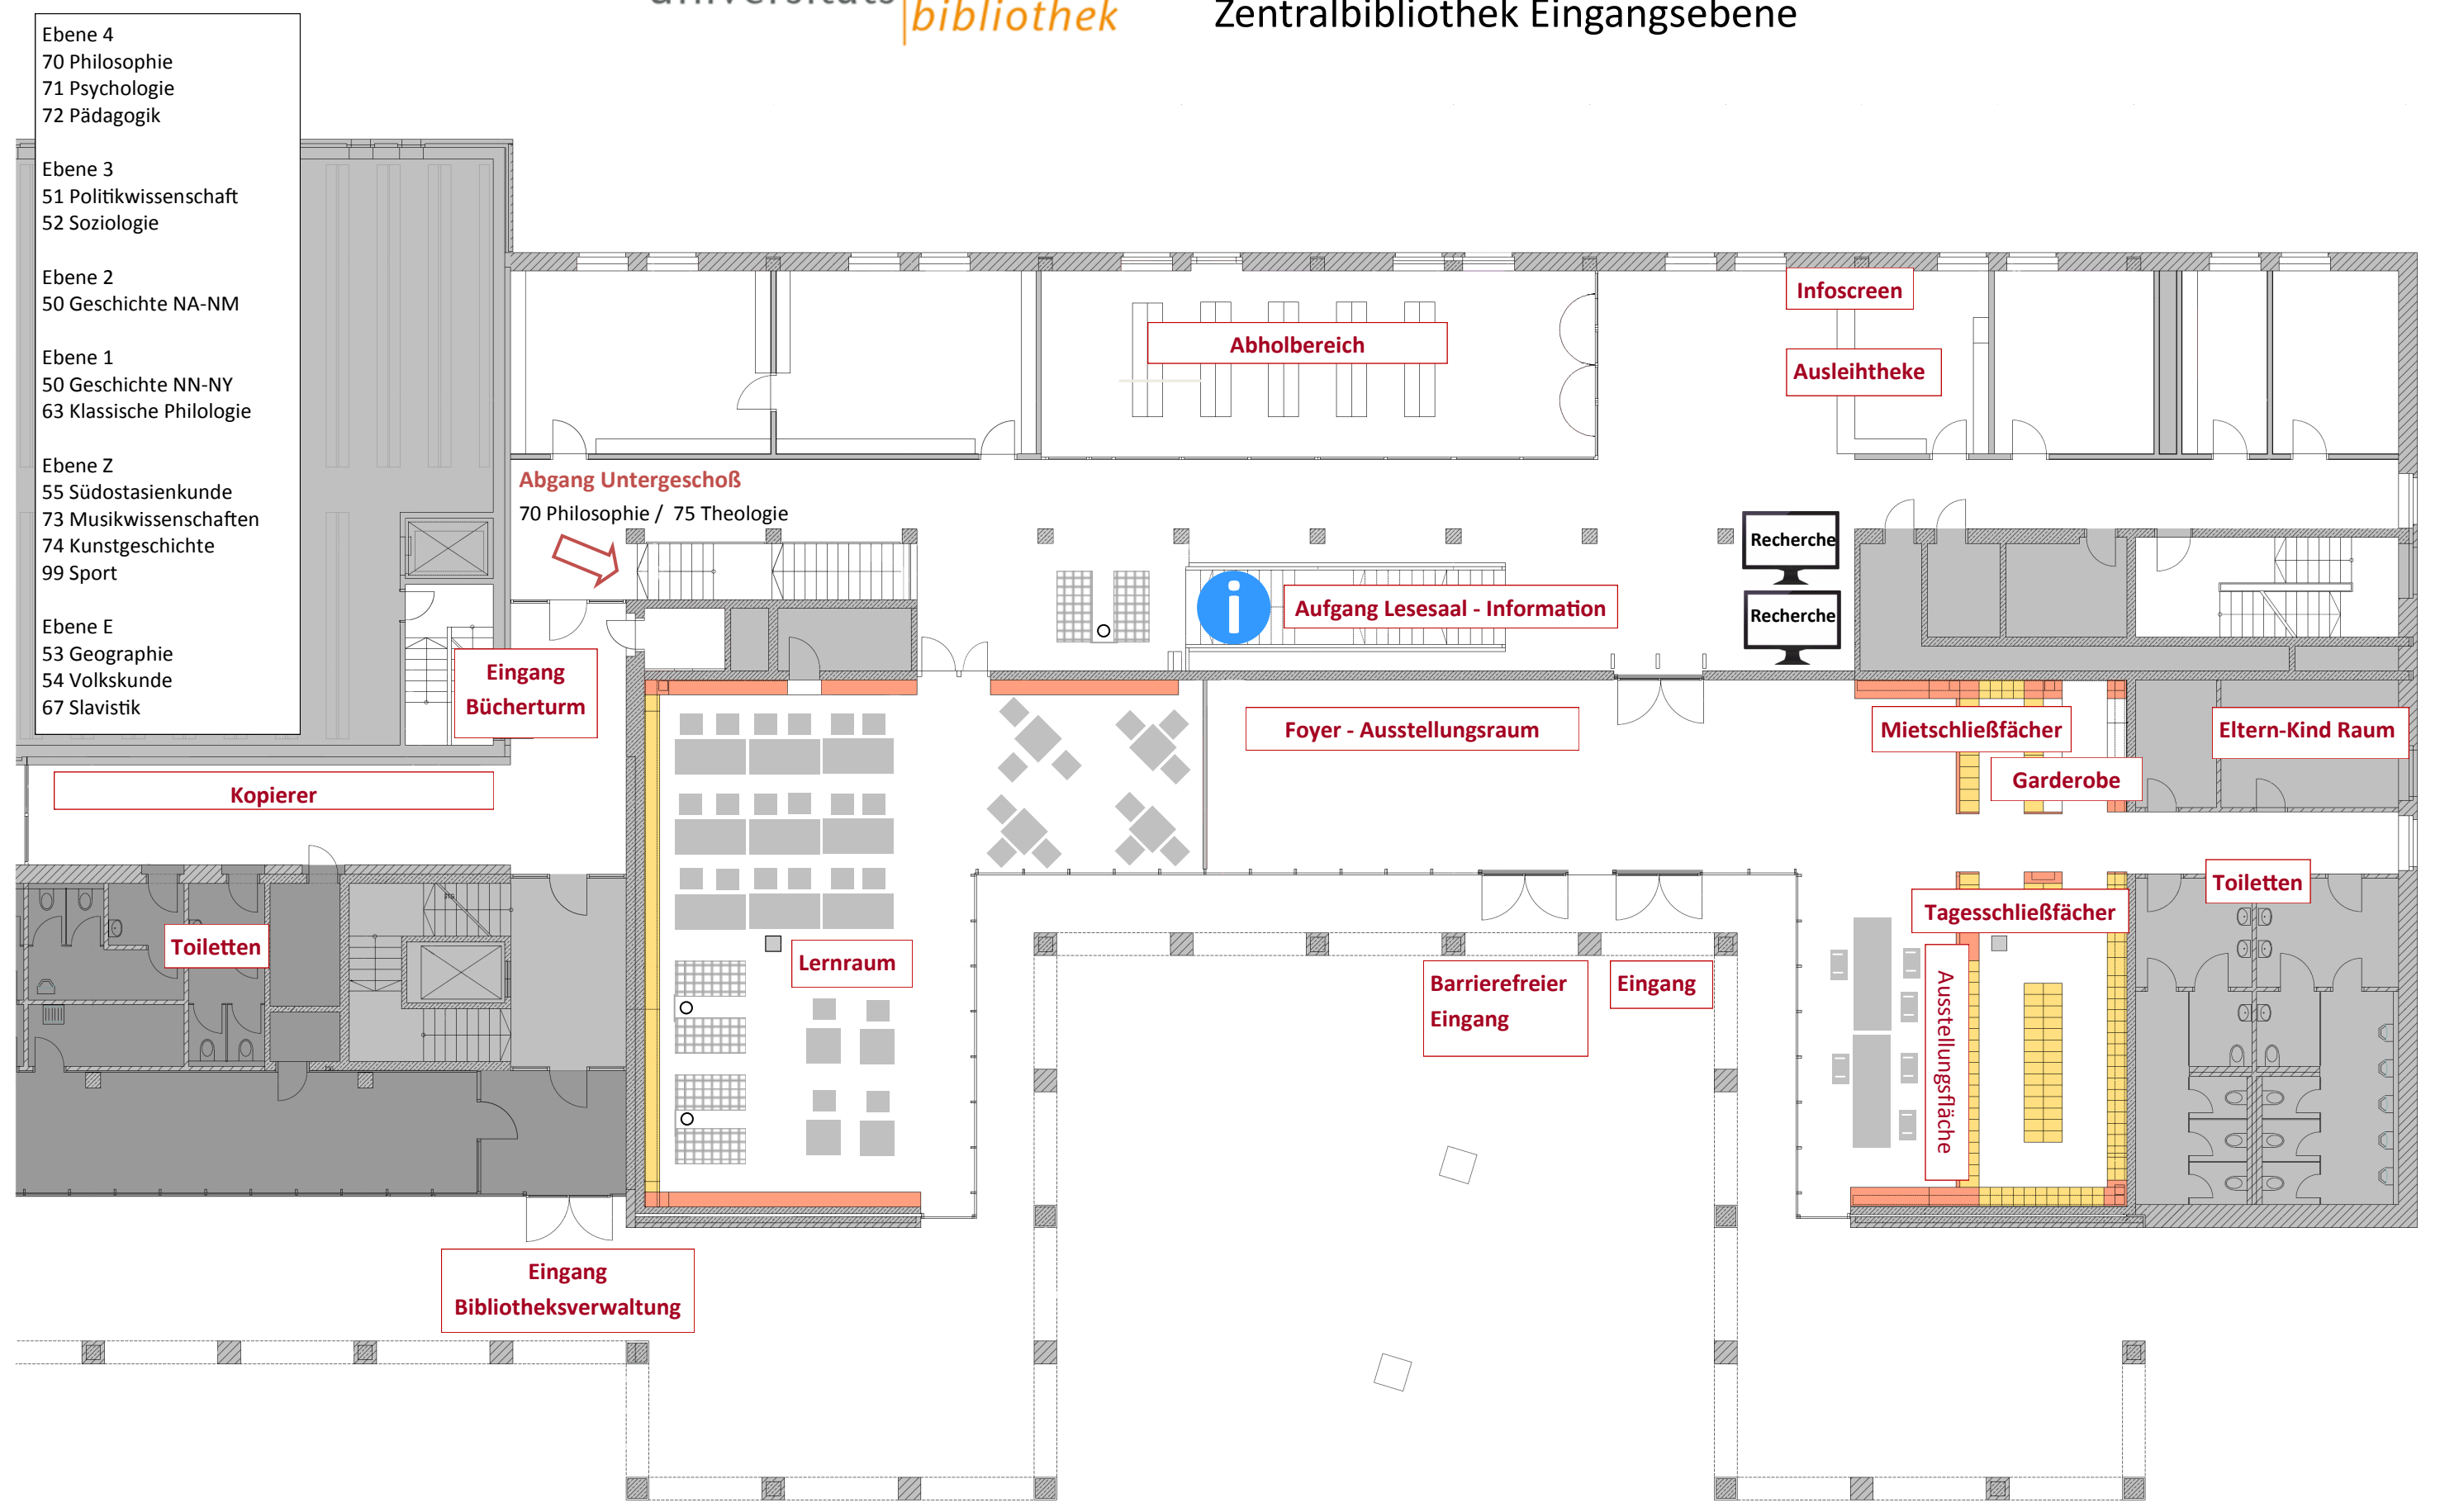 bibliothek
Zentralbibliothek Eingangsebene
Ebene 4
70 Philosophie
71 Psychologie
72 Pädagogik
Ebene 3
51 Politikwissenschaft
52 Soziologie
Ebene 2
50 Geschichte NA-NM
Ebene 1
50 Geschichte NN-NY
63 Klassische Philologie
Ebene Z
55 Südostasienkunde
73 Musikwissenschaften
74 Kunstgeschichte
99 Sport
Ebene E
53 Geographie
54 Volkskunde
67 Slavistik
Infoscreen
Abholbereich
Ausleihtheke
Abgang Untergeschoß
70 Philosophie / 75 Theologie
Recherche
Recherche
i
Aufgang Lesesaal - Information
Eingang
Bücherturm
Foyer - Ausstellungsraum
Mietschließfächer
Eltern-Kind Raum
Garderobe
Kopierer
Toiletten
Tagesschließfächer
Toiletten
Lernraum
Barrierefreier
Eingang
Eingang
Ausstellungsfläche
Eingang
Bibliotheksverwaltung